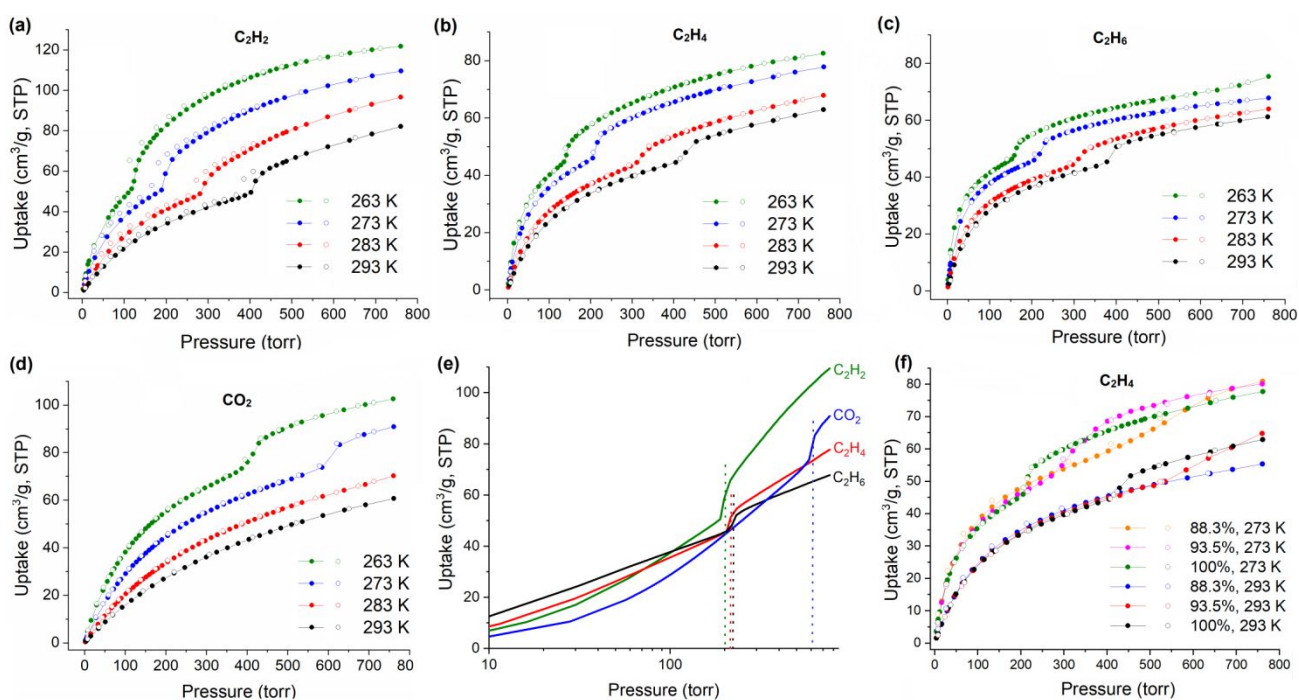 (a)
C₂H₂
Uptake (cm³/g, STP)
120
100
80
60
40
20
0
263 K
273 K
283 K
293 K
0 100 200 300 400 500 600 700 800
Pressure (torr)
(b)
C₂H₄
Uptake (cm³/g, STP)
80
60
40
20
0
263 K
273 K
283 K
293 K
0 100 200 300 400 500 600 700 800
Pressure (torr)
(c)
C₂H₆
Uptake (cm³/g, STP)
80
60
40
20
0
263 K
273 K
283 K
293 K
0 100 200 300 400 500 600 700 800
Pressure (torr)
(d)
CO₂
Uptake (cm³/g, STP)
100
80
60
40
20
0
263 K
273 K
283 K
293 K
0 100 200 300 400 500 600 700 800
Pressure (torr)
(e)
Uptake (cm³/g, STP)
100
80
60
40
20
0
C₂H₂
CO₂
C₂H₄
C₂H₆
10 100
Pressure (torr)
(f)
C₂H₄
Uptake (cm³/g, STP)
80
70
60
50
40
30
20
10
0
88.3%, 273 K
93.5%, 273 K
100%, 273 K
88.3%, 293 K
93.5%, 293 K
100%, 293 K
0 100 200 300 400 500 600 700 800
Pressure (torr)